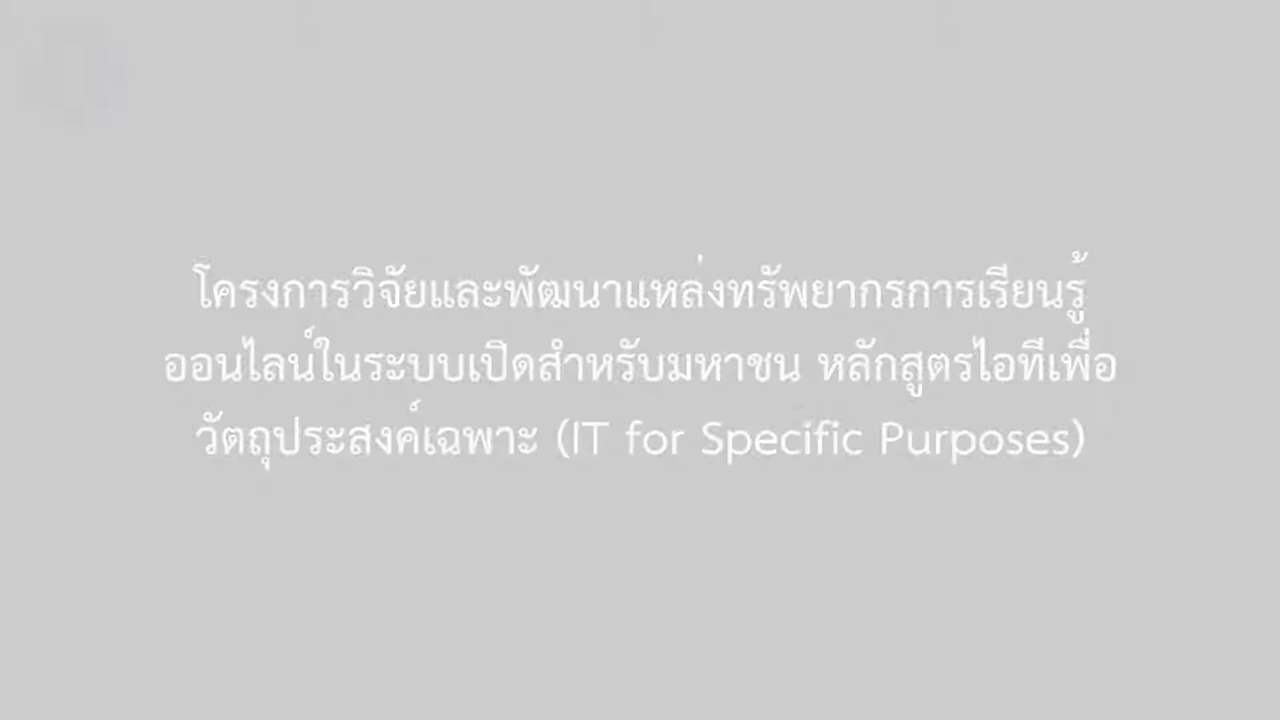 โครงการวิจัยและพัฒนาแหล่งทรัพยากรการเรียนรู้
ออนไลน์ในระบบเปิดสำหรับมหาชน หลักสูตรไอทีเพื่อ
วัตถุประสงค์เฉพาะ (IT for Specific Purposes)